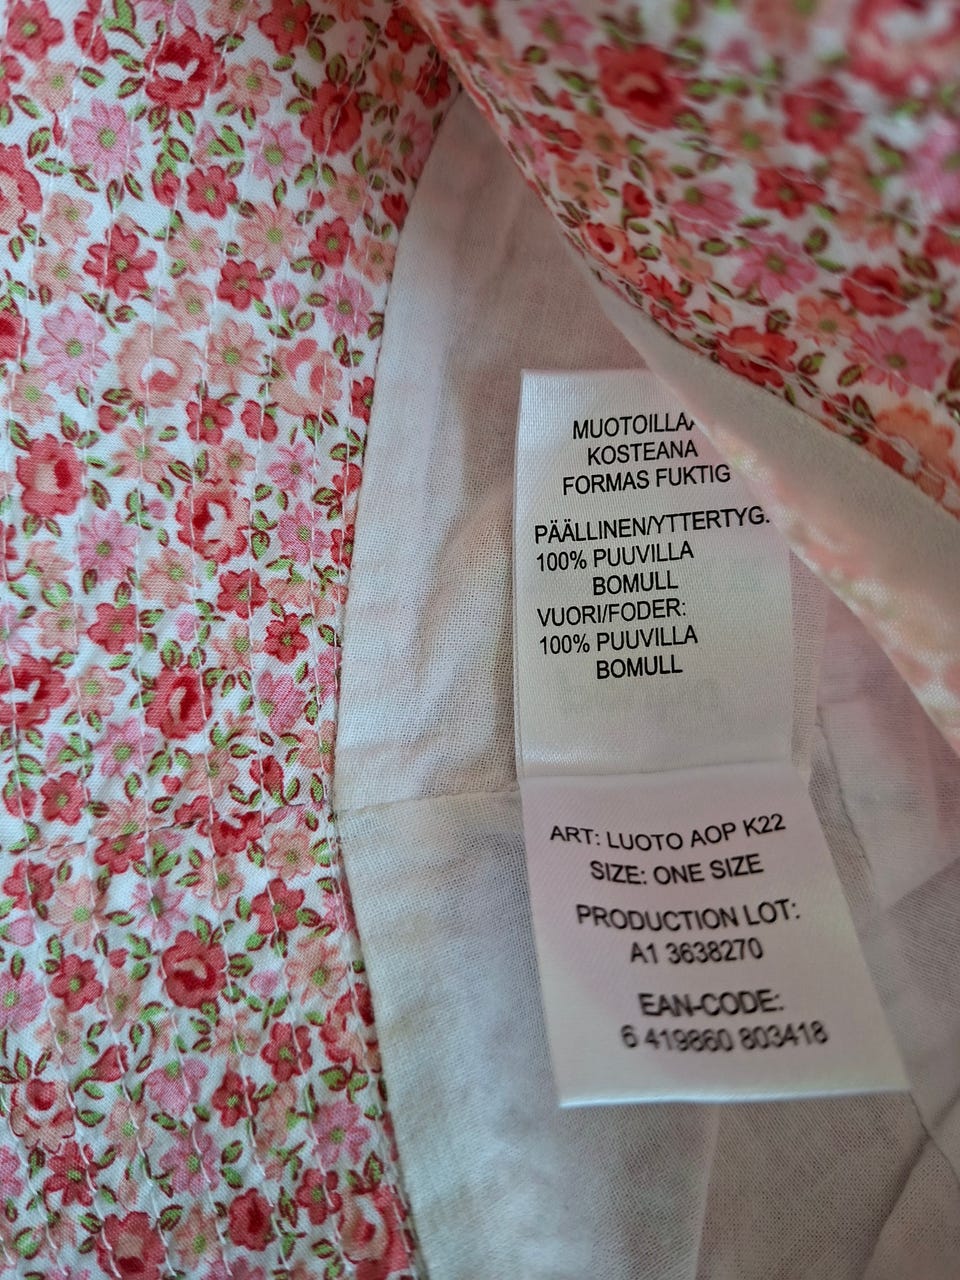 MUOTOILLAA
KOSTEANA
FORMAS FUKTIG
PÄÄLLINEN/YTTERTYG.
100% PUUVILLA
BOMULL
VUORI/FODER:
100% PUUVILLA
BOMULL
ART: LUOTO AOP K22
SIZE: ONE SIZE
PRODUCTION LOT:
A1 3638270
EAN-CODE:
6 419860 803418